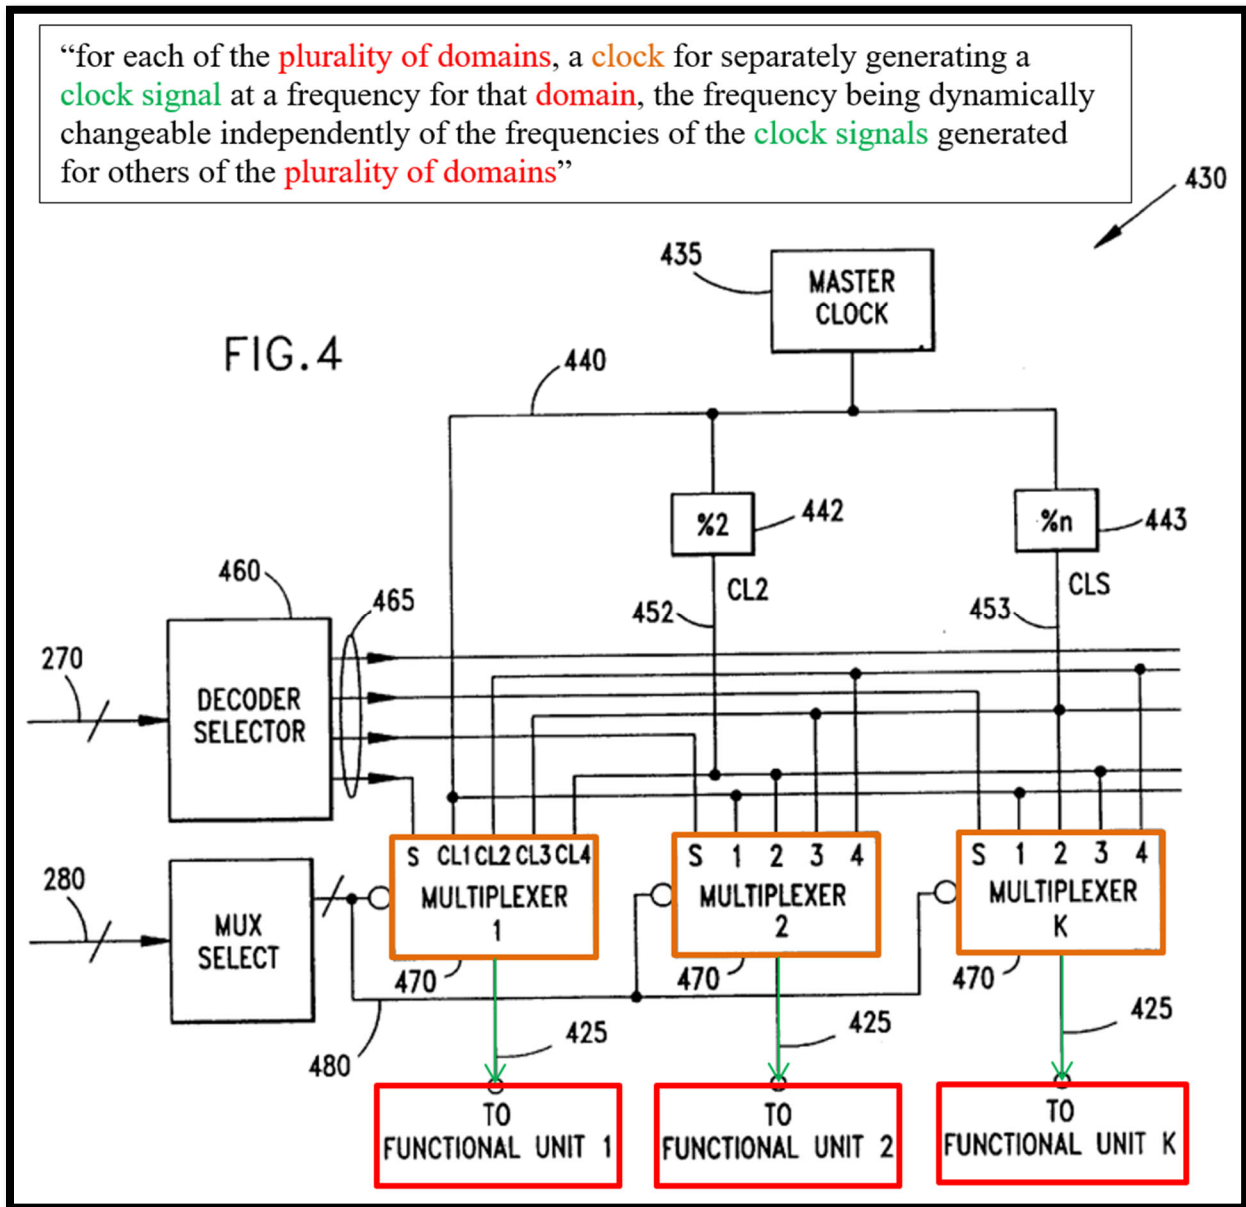 “for each of the plurality of domains, a clock for separately generating a
clock signal at a frequency for that domain, the frequency being dynamically
changeable independently of the frequencies of the clock signals generated
for others of the plurality of domains”
430
435
MASTER
CLOCK
FIG.4
440
%2
442
%n
443
CL2
CLS
460
465
452
453
270
DECODER
SELECTOR
S CL1 CL2 CL3 CL4
MULTIPLEXER
1
S 1 2 3 4
MULTIPLEXER
2
S 1 2 3 4
MULTIPLEXER
K
280
MUX
SELECT
470
470
470
480
425
425
425
TO
FUNCTIONAL UNIT 1
TO
FUNCTIONAL UNIT 2
TO
FUNCTIONAL UNIT K